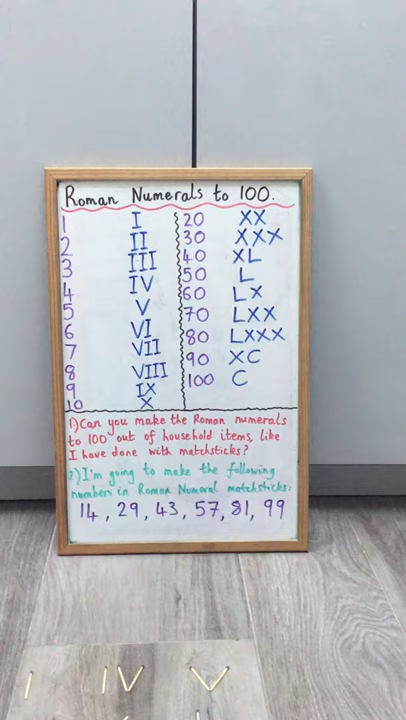 Roman Numerals to 100.
1 I 20 XX
2 II 30 XXX
3 III 40 XL
4 IV 50 L
5 V 60 LX
6 VI 70 LXX
7 VII 80 LXXX
8 VIII 90 XC
9 IX 100 C
10 X
1) Can you make the Roman numerals
to 100 out of household items, like
I have done with matchsticks?
2) I'm going to make the following
numbers in Roman Numeral matchsticks:
14, 29, 43, 57, 81, 99
I IV V